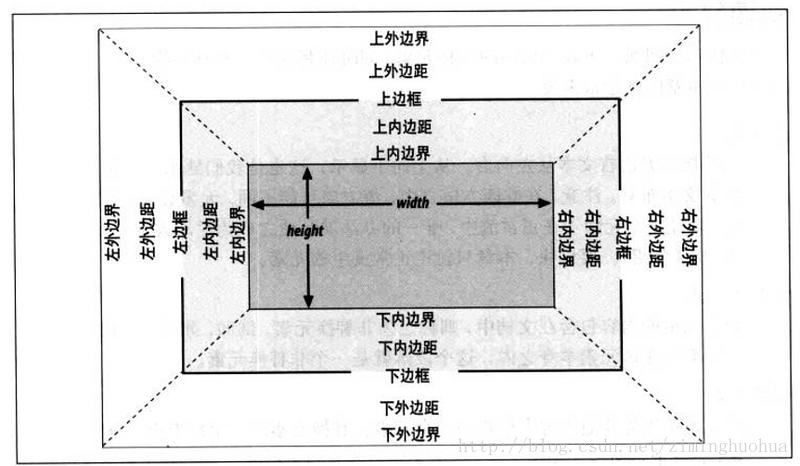 上外边界
上外边距
上边框
上内边距
上内边界
左外边界
左外边距
左边框
左内边距
左内边界
width
height
右内边界
右内边距
右边框
右外边距
右外边界
下内边界
下内边距
下边框
下外边距
下外边界
http://blog.csdn.net/ziminghuohua